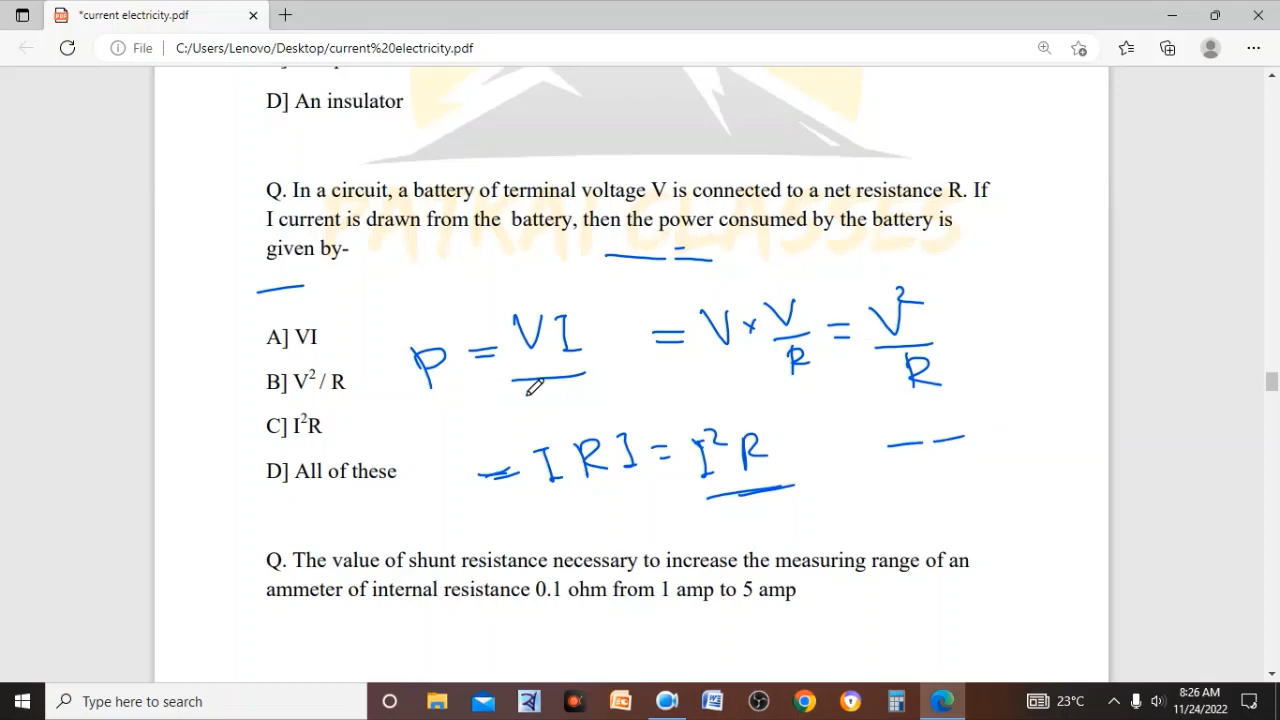 *current electricity.pdf
File C:/Users/Lenovo/Desktop/current%20electricity.pdf
D] An insulator
PATKAI CLASSES
Q. In a circuit, a battery of terminal voltage V is connected to a net resistance R. If
I current is drawn from the battery, then the power consumed by the battery is
given by-
A] VI
B] V² / R
C] I²R
D] All of these
P = VI = V × V/R = V²/R
= I R I = I² R
Q. The value of shunt resistance necessary to increase the measuring range of an
ammeter of internal resistance 0.1 ohm from 1 amp to 5 amp
Type here to search
23°C
8:26 AM
11/24/2022